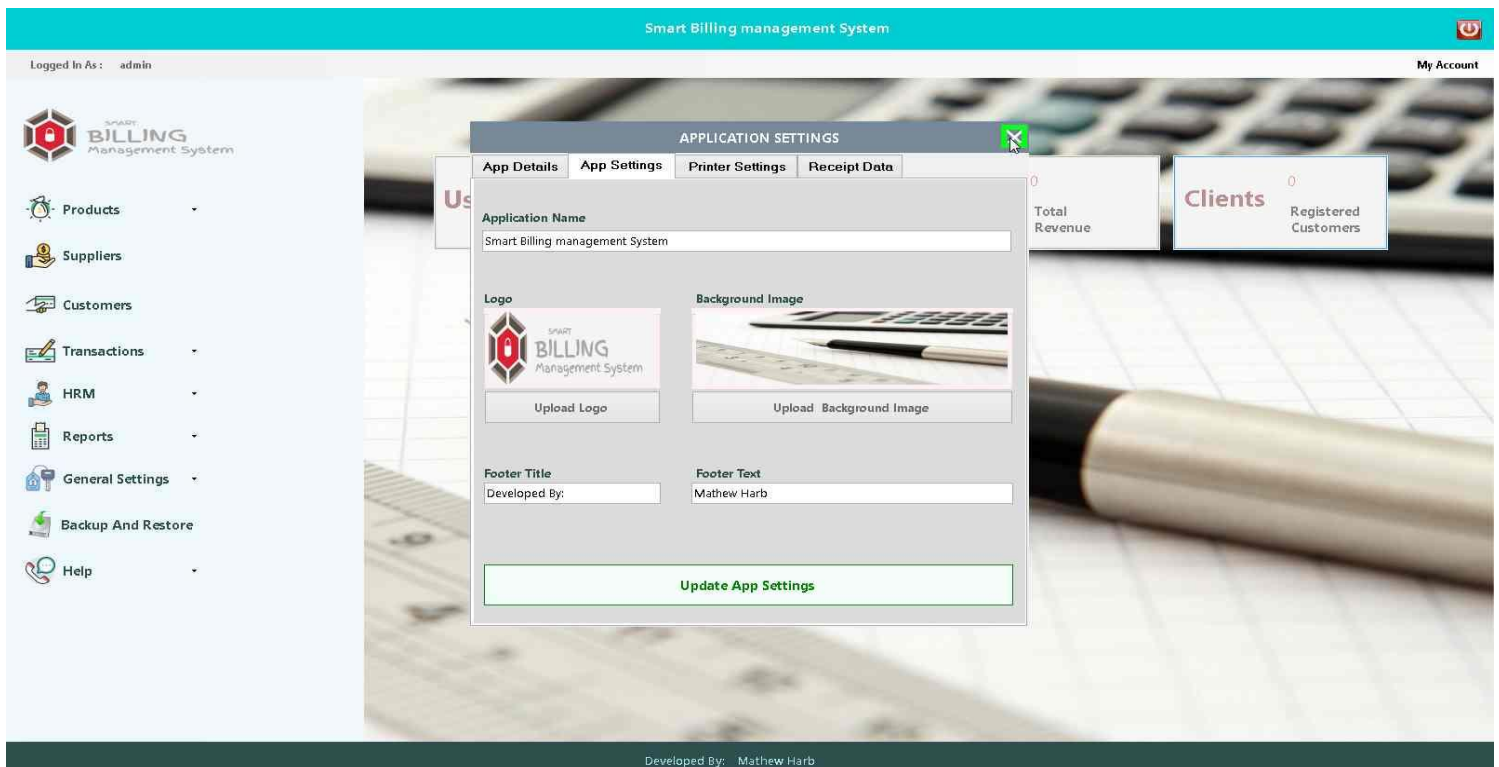 Smart Billing management System
Logged In As : admin
My Account
SMART
BILLING
Management System
Products
Suppliers
Customers
Transactions
HRM
Reports
General Settings
Backup And Restore
Help
Us
0
Total
Revenue
Clients
0
Registered
Customers
APPLICATION SETTINGS
App Details App Settings Printer Settings Receipt Data
Application Name
Smart Billing management System
Logo Background Image
SMART
BILLING
Management System
Upload Logo Upload Background Image
Footer Title Footer Text
Developed By: Mathew Harb
Update App Settings
Developed By: Mathew Harb